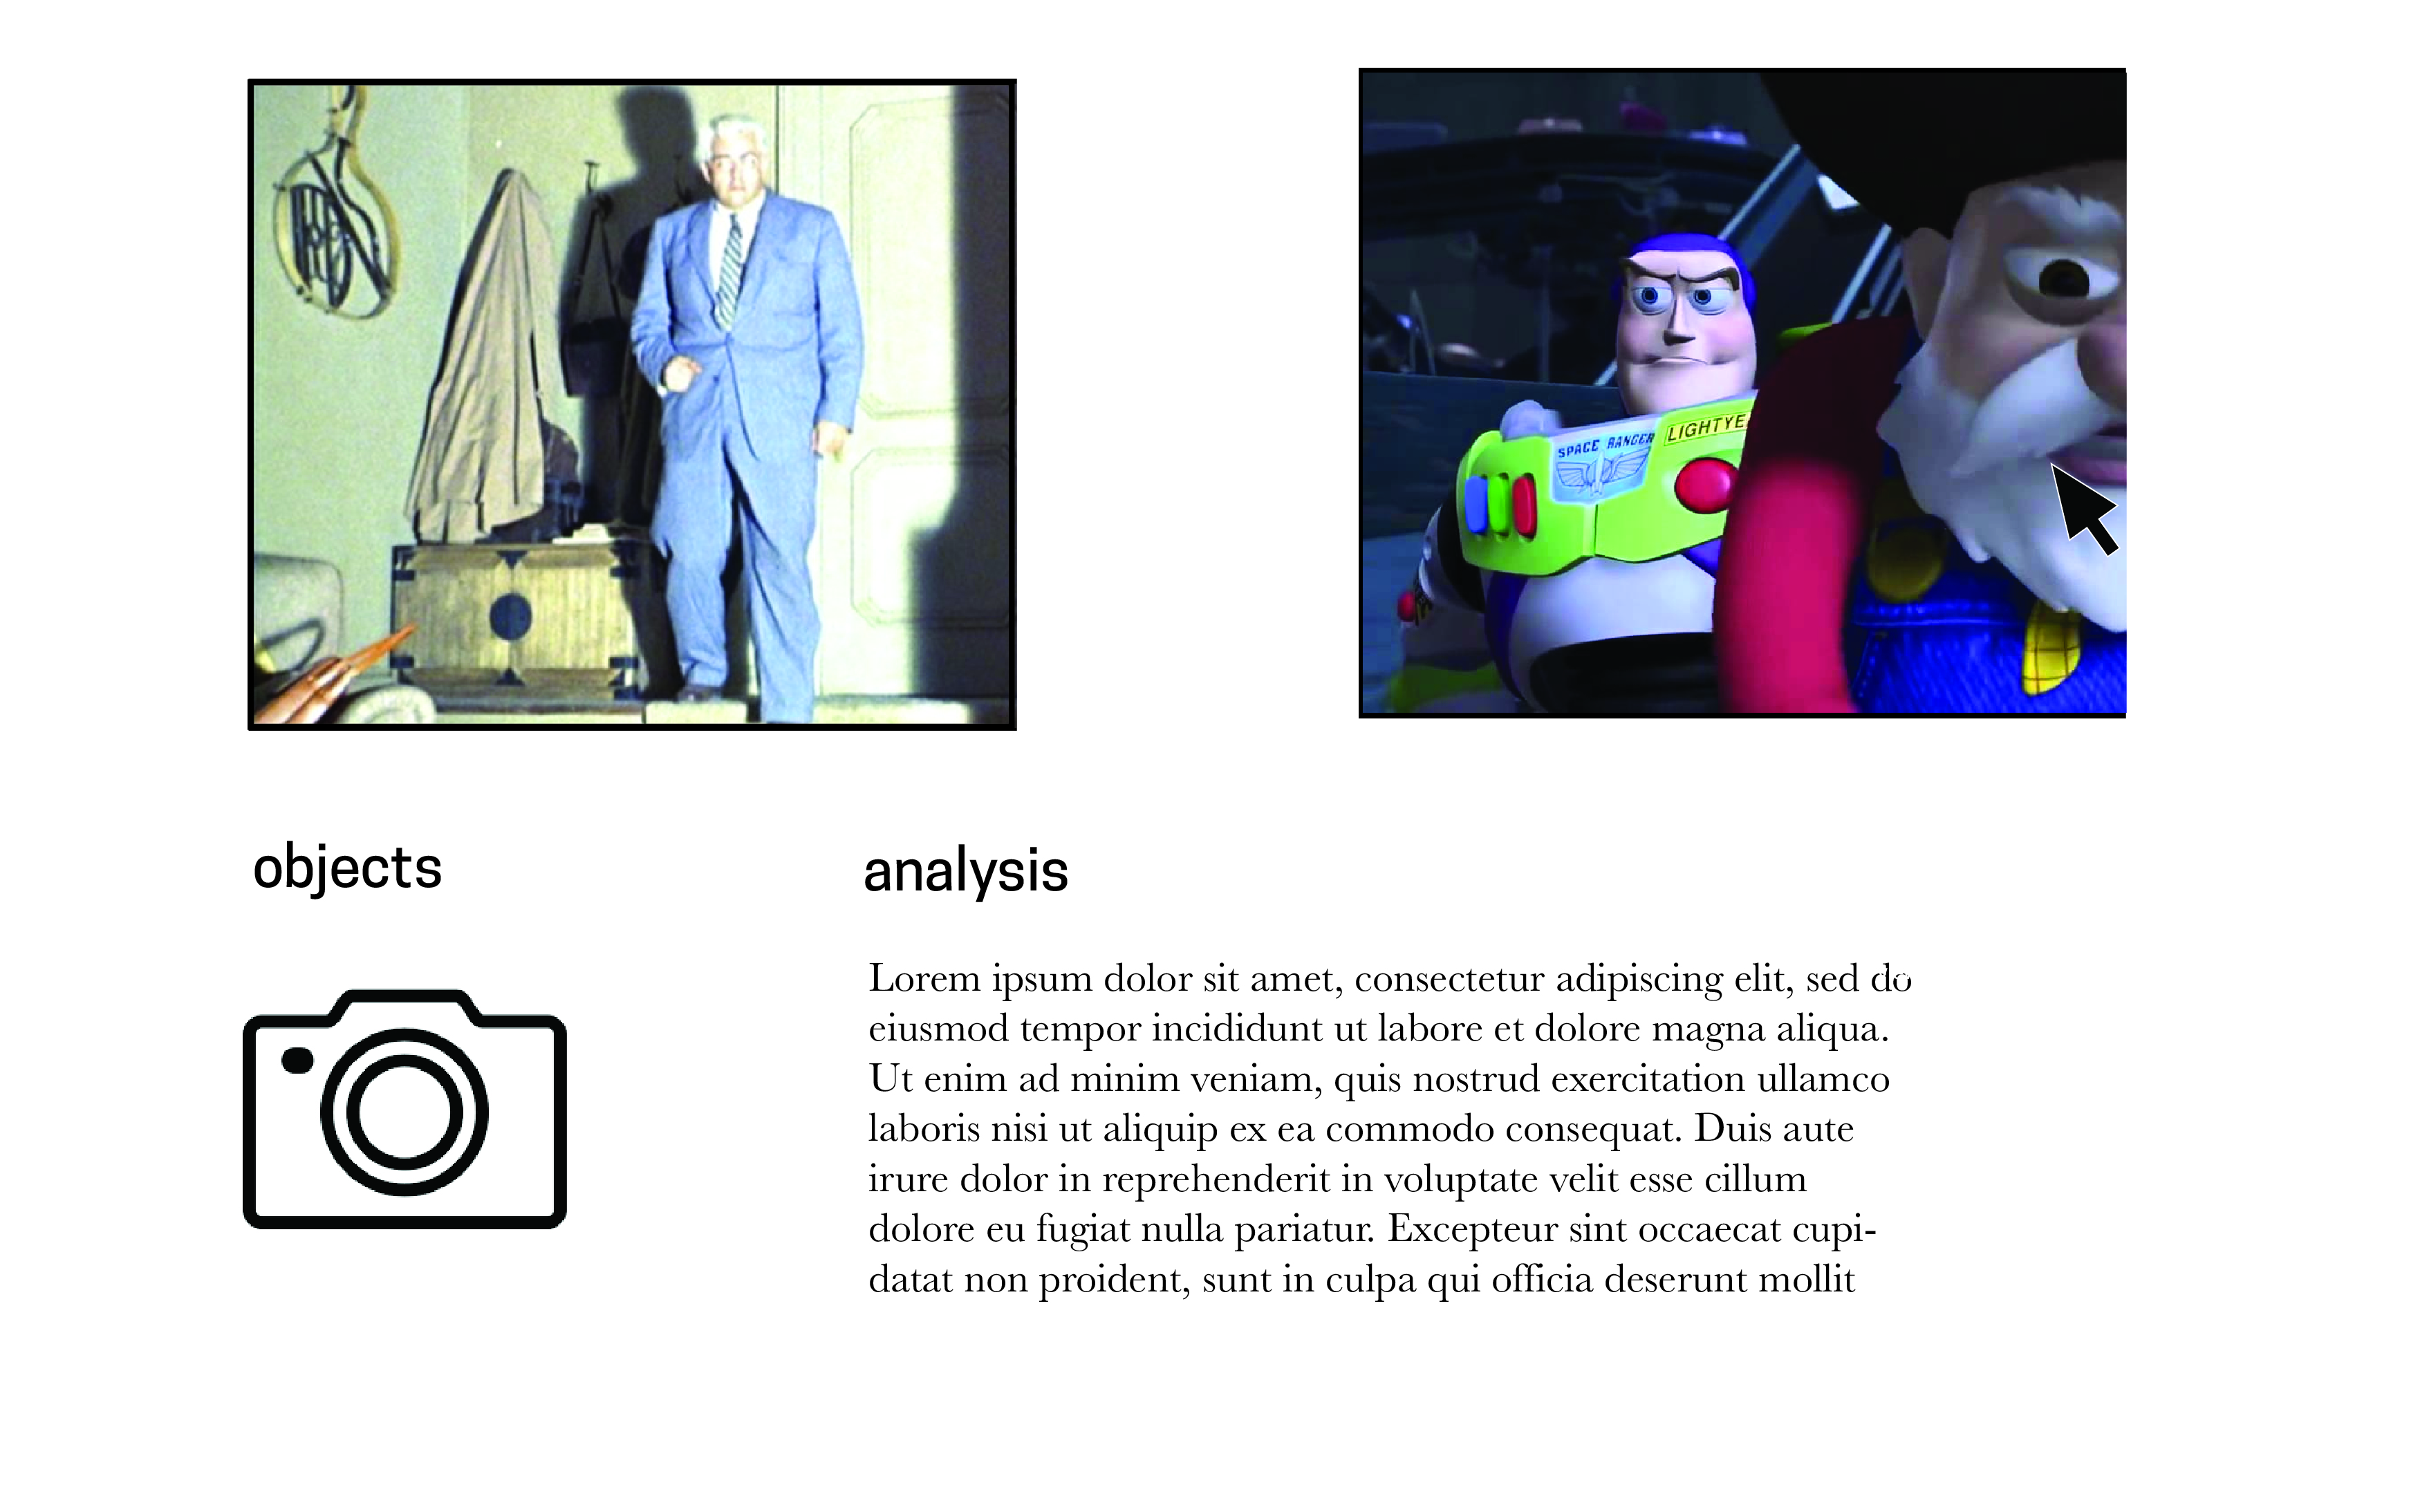 SPACE RANGER
LIGHTYE
objects
analysis
Lorem ipsum dolor sit amet, consectetur adipiscing elit, sed do
eiusmod tempor incididunt ut labore et dolore magna aliqua.
Ut enim ad minim veniam, quis nostrud exercitation ullamco
laboris nisi ut aliquip ex ea commodo consequat. Duis aute
irure dolor in reprehenderit in voluptate velit esse cillum
dolore eu fugiat nulla pariatur. Excepteur sint occaecat cupi-
datat non proident, sunt in culpa qui officia deserunt mollit